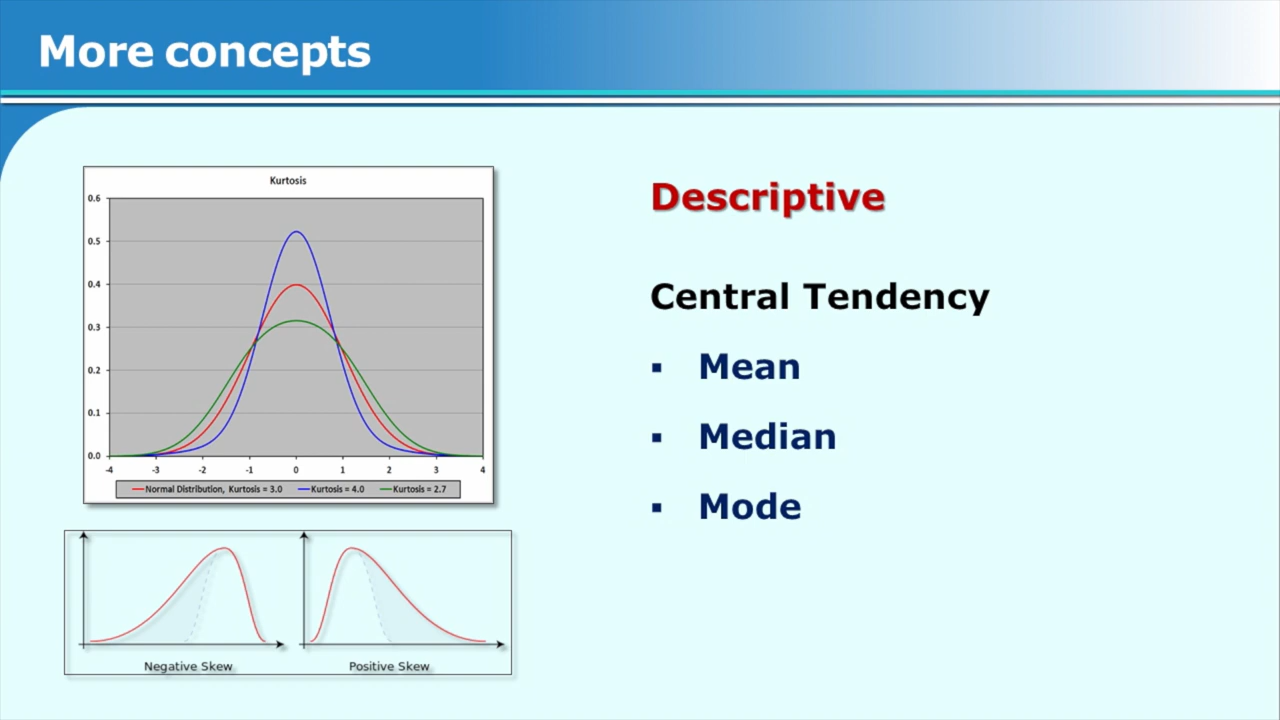 More concepts
Kurtosis
0.6
0.5
0.4
0.3
0.2
0.1
0.0
-4 -3 -2 -1 0 1 2 3 4
Normal Distribution, Kurtosis = 3.0 Kurtosis = 4.0 Kurtosis = 2.7
Negative Skew Positive Skew
Descriptive
Central Tendency
▪ Mean
▪ Median
▪ Mode